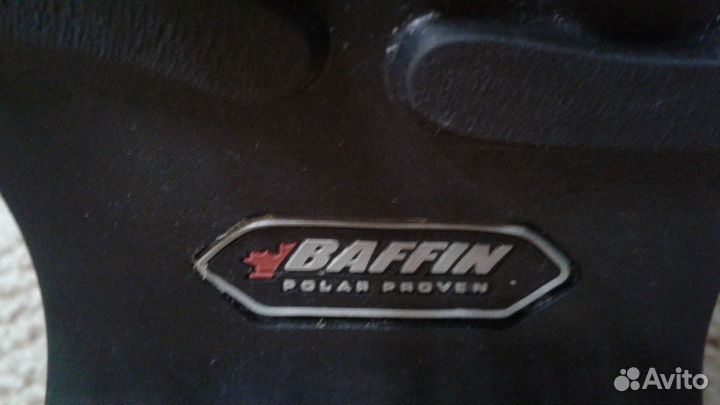 BAFFIN
POLAR PROVEN
Avito